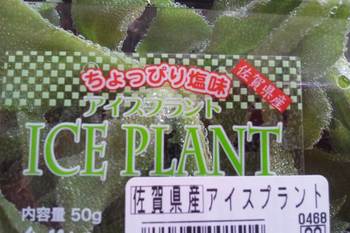 ちょっぴり塩味
佐賀県産
アイスプラント
ICE PLANT
内容量 50g
佐賀県産アイスプラント
0468